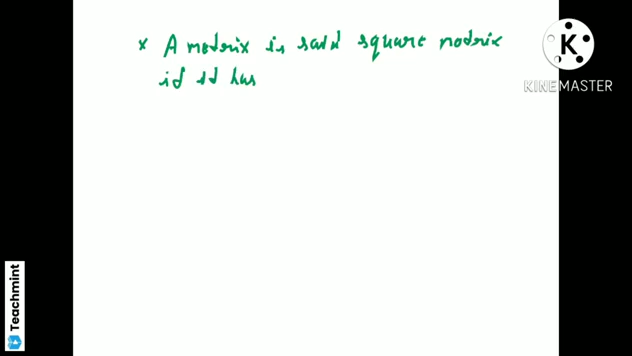 * A matrix is said square matrix
if it has
KINEMASTER
Teachmint